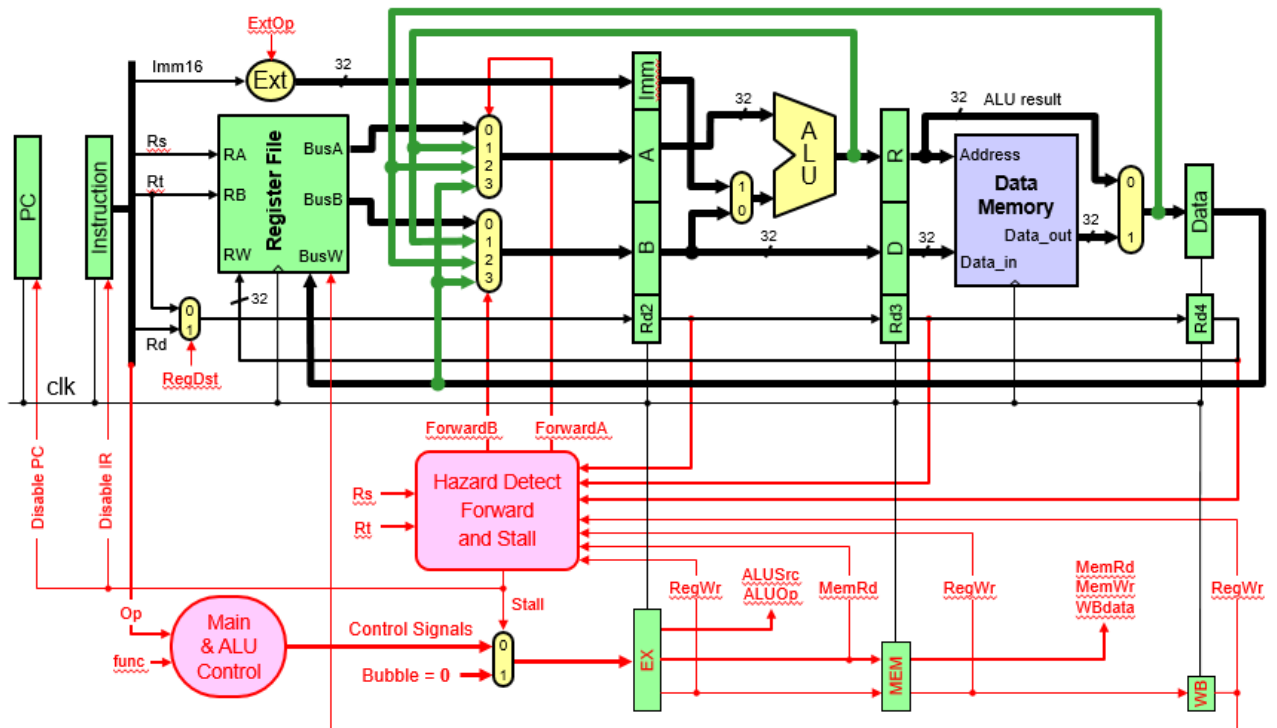 ExtOp
Imm16
Ext
32
Imm
32
32
ALU result
PC
Instruction
Rs
RA
BusA
Register File
0
1
2
3
A
ALU
R
Address
Data
Memory
0
Data
Rt
RB
BusB
1
0
RW
BusW
0
1
2
3
B
32
D
32
Data_out
32
1
Data_in
32
0
1
Rd
Rd2
Rd3
Rd4
RegDst
clk
ForwardB
ForwardA
Disable PC
Disable IR
Hazard Detect
Forward
and Stall
Rs
Rt
Op
Stall
RegWr
ALUSrc
ALUOp
MemRd
RegWr
MemRd
MemWr
WBdata
RegWr
Main
& ALU
Control
func
Control Signals
0
Bubble = 0
1
EX
MEM
WB